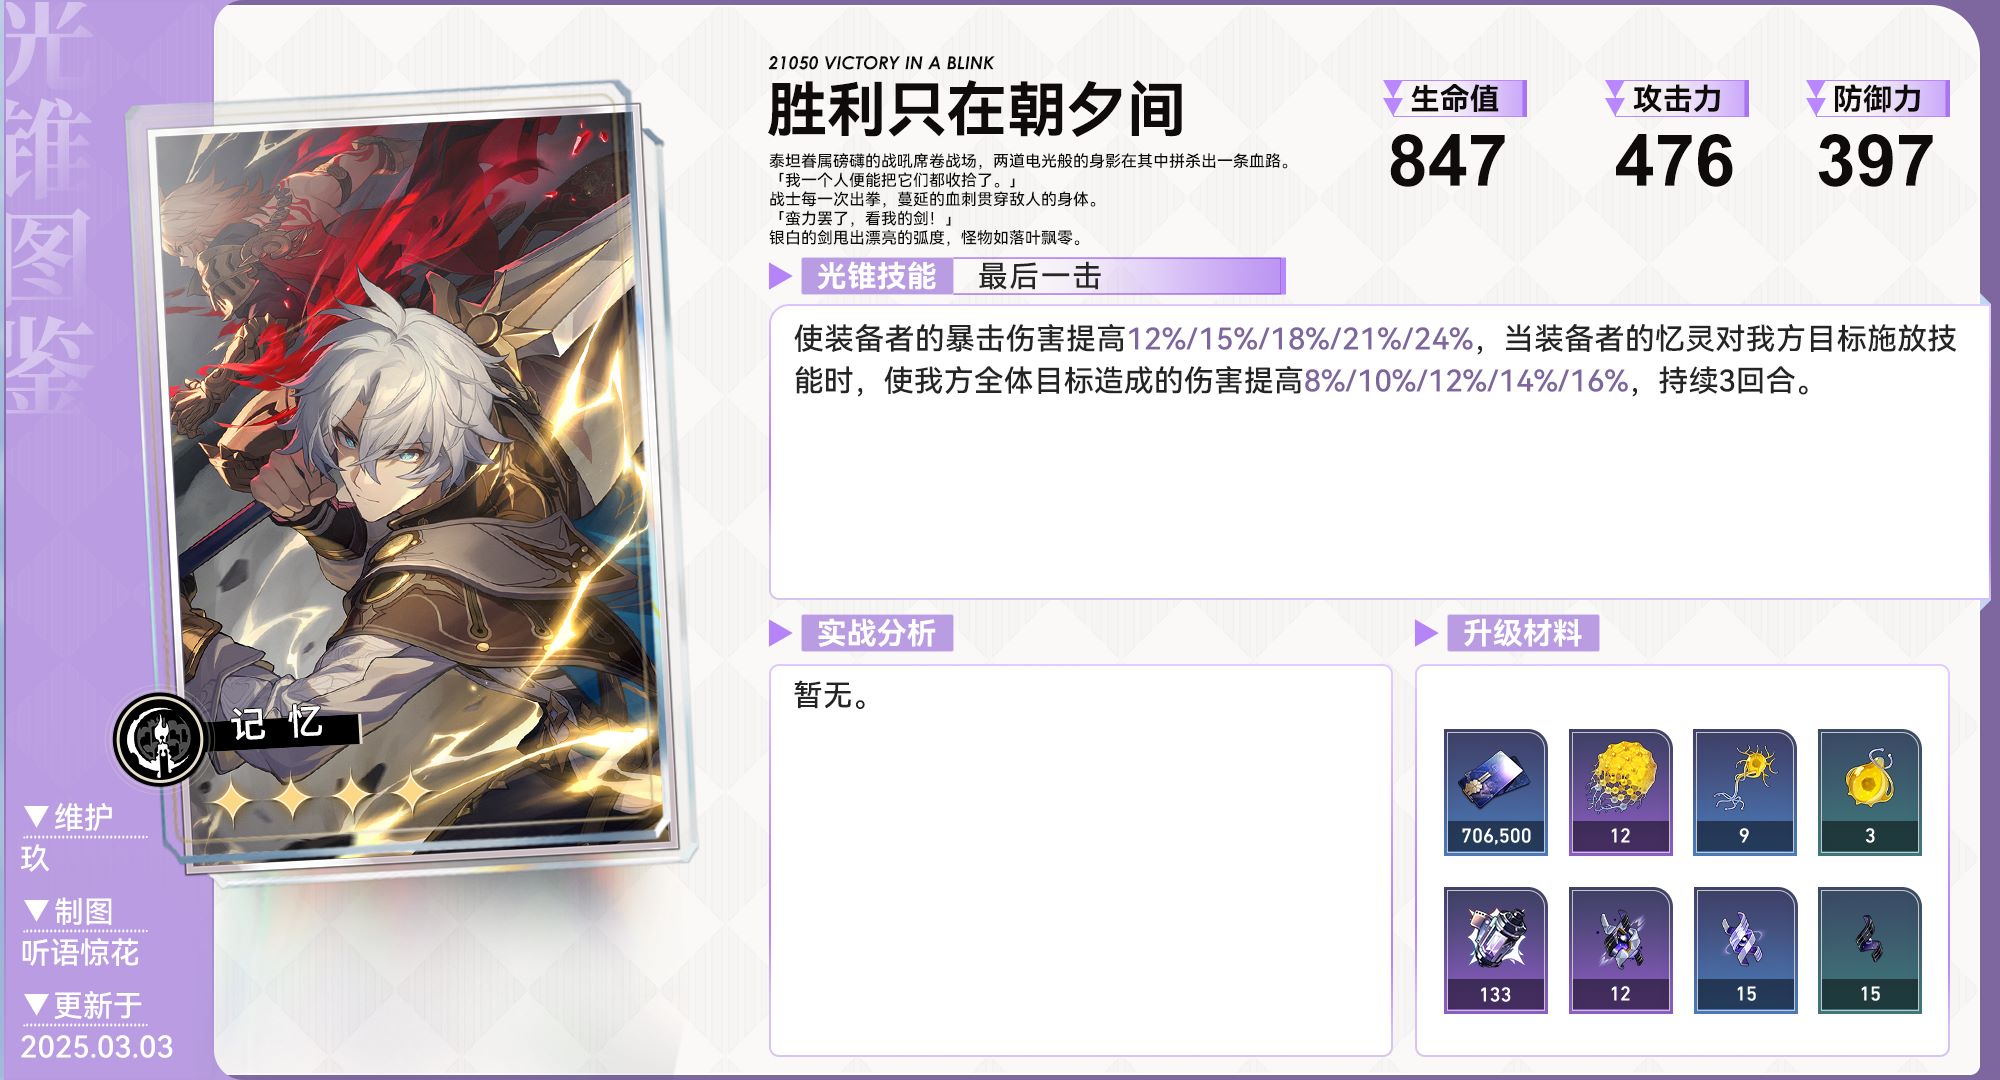 光锥图鉴
21050 VICTORY IN A BLINK
胜利只在朝夕间
泰坦眷属磅礴的战吼席卷战场，两道电光般的身影在其中拼杀出一条血路。
「我一个人便能把它们都收拾了。」
战士每一次出拳，蔓延的血刺贯穿敌人的身体。
「蛮力罢了，看我的剑！」
银白的剑甩出漂亮的弧度，怪物如落叶飘零。
生命值 攻击力 防御力
847 476 397
光锥技能 最后一击
使装备者的暴击伤害提高12%/15%/18%/21%/24%，当装备者的忆灵对我方目标施放技
能时，使我方全体目标造成的伤害提高8%/10%/12%/14%/16%，持续3回合。
记忆
实战分析
暂无。
升级材料
706,500 12 9 3
133 12 15 15
▼维护
玖
▼制图
听语惊花
▼更新于
2025.03.03